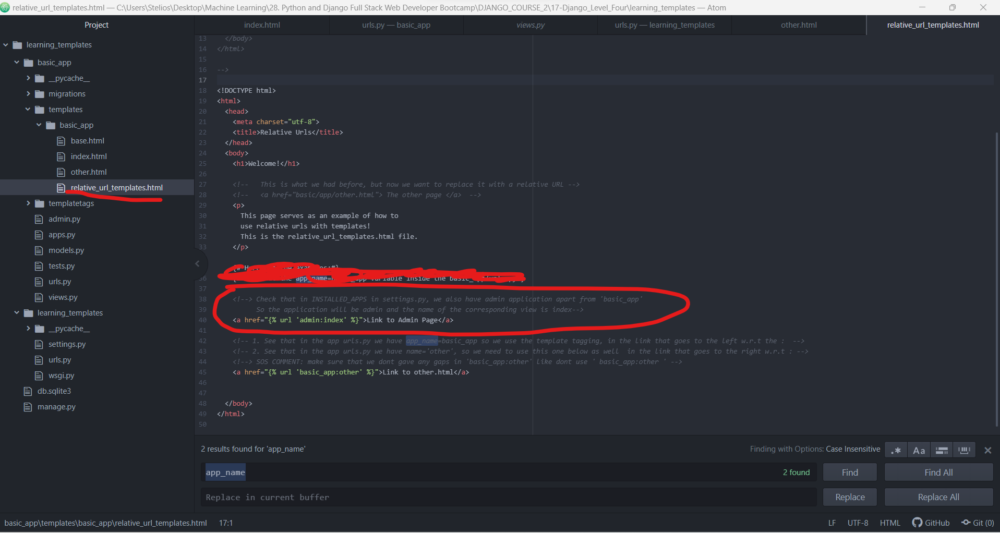 relative_url_templates.html — C:\Users\Stelios\Desktop\Machine Learning\28. Python and Django Full Stack Web Developer Bootcamp\DJANGO_COURSE_2\17-Django_Level_Four\learning_templates — Atom
Project
index.html
urls.py — basic_app
views.py
urls.py — learning_templates
other.html
relative_url_templates.html
learning_templates
basic_app
__pycache__
migrations
templates
basic_app
base.html
index.html
other.html
relative_url_templates.html
templatetags
admin.py
apps.py
models.py
tests.py
urls.py
views.py
learning_templates
__pycache__
settings.py
urls.py
wsgi.py
db.sqlite3
manage.py
13 </body>
14 </html>
15
16 -->
17
18 <!DOCTYPE html>
19 <html>
20 <head>
21 <meta charset="utf-8">
22 <title>Relative Urls</title>
23 </head>
24 <body>
25 <h1>Welcome!</h1>
26
27 <!-- This is what we had before, but now we want to replace it with a relative URL -->
28 <!-- <a href="basic/app/other.html"> The other page </a> -->
29 <p>
30 This page serves as an example of how to
31 use relative urls with templates!
32 This is the relative_url_templates.html file.
33 </p>
36 the app_name= variable inside the
37
38 <!--> Check that in INSTALLED_APPS in settings.py, we also have admin application apart from 'basic_app'
39 So the application will be admin and the name of the corresponding view is index-->
40 <a href="{% url 'admin:index' %}">Link to Admin Page</a>
41
42 <!-- 1. See that in the app urls.py we have app_name=basic_app so we use the template tagging, in the link that goes to the left w.r.t the : -->
43 <!-- 2. See that in the app urls.py we have name='other', so we need to use this one below as well in the link that goes to the right w.r.t : -->
44 <!--> SOS COMMENT: make sure that we dont gave any gaps in 'basic_app:other' like dont use ' basic_app:other ' -->
45 <a href="{% url 'basic_app:other' %}">Link to other.html</a>
46
47
48 </body>
49 </html>
50
2 results found for 'app_name'
Finding with Options: Case Insensitive
.*
Aa
app_name
2 found
Find
Find All
Replace in current buffer
Replace
Replace All
basic_app\templates\basic_app\relative_url_templates.html 17:1
LF UTF-8 HTML GitHub Git (0)